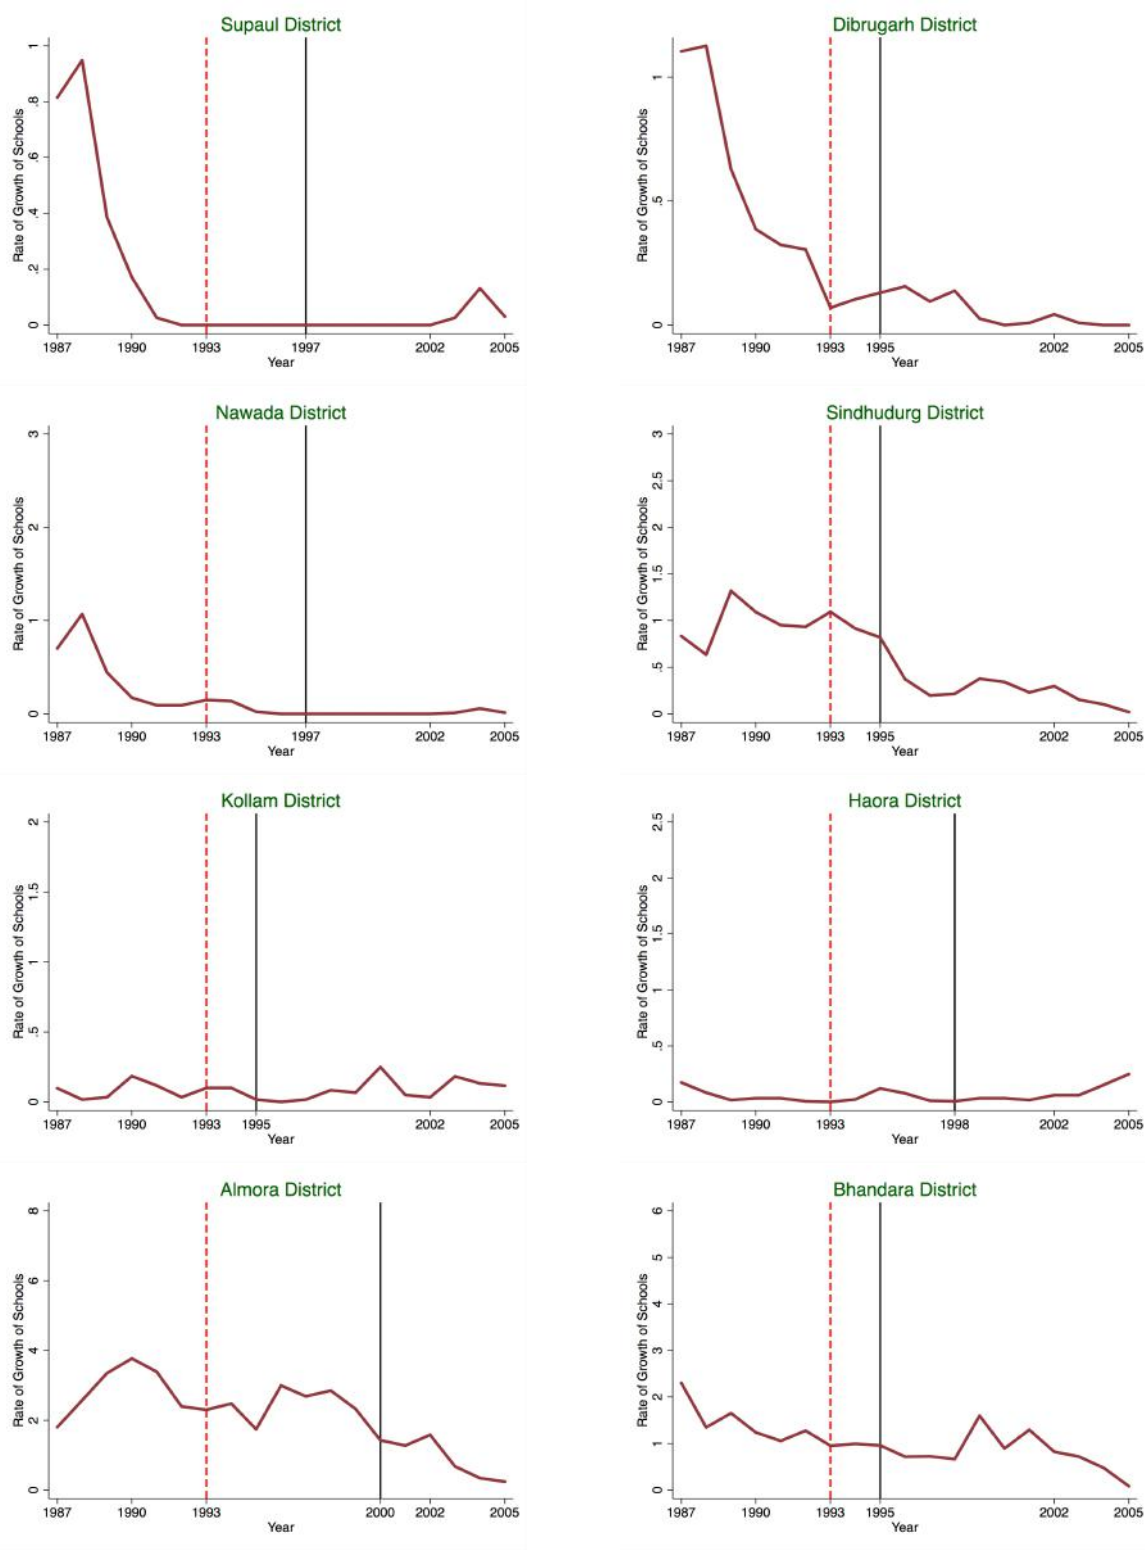 Supaul District
Rate of Growth of Schools
1
.8
.6
.4
.2
0
1987 1990 1993 1997 2002 2005
Year
Dibrugarh District
Rate of Growth of Schools
1
.5
0
1987 1990 1993 1995 2002 2005
Year
Nawada District
Rate of Growth of Schools
3
2
1
0
1987 1990 1993 1997 2002 2005
Year
Sindhudurg District
Rate of Growth of Schools
3
2.5
2
1.5
1
.5
0
1987 1990 1993 1995 2002 2005
Year
Kollam District
Rate of Growth of Schools
2
1.5
1
.5
0
1987 1990 1993 1995 2002 2005
Year
Haora District
Rate of Growth of Schools
2.5
2
1.5
1
.5
0
1987 1990 1993 1998 2002 2005
Year
Almora District
Rate of Growth of Schools
8
6
4
2
0
1987 1990 1993 2000 2002 2005
Year
Bhandara District
Rate of Growth of Schools
6
5
4
3
2
1
0
1987 1990 1993 1995 2002 2005
Year